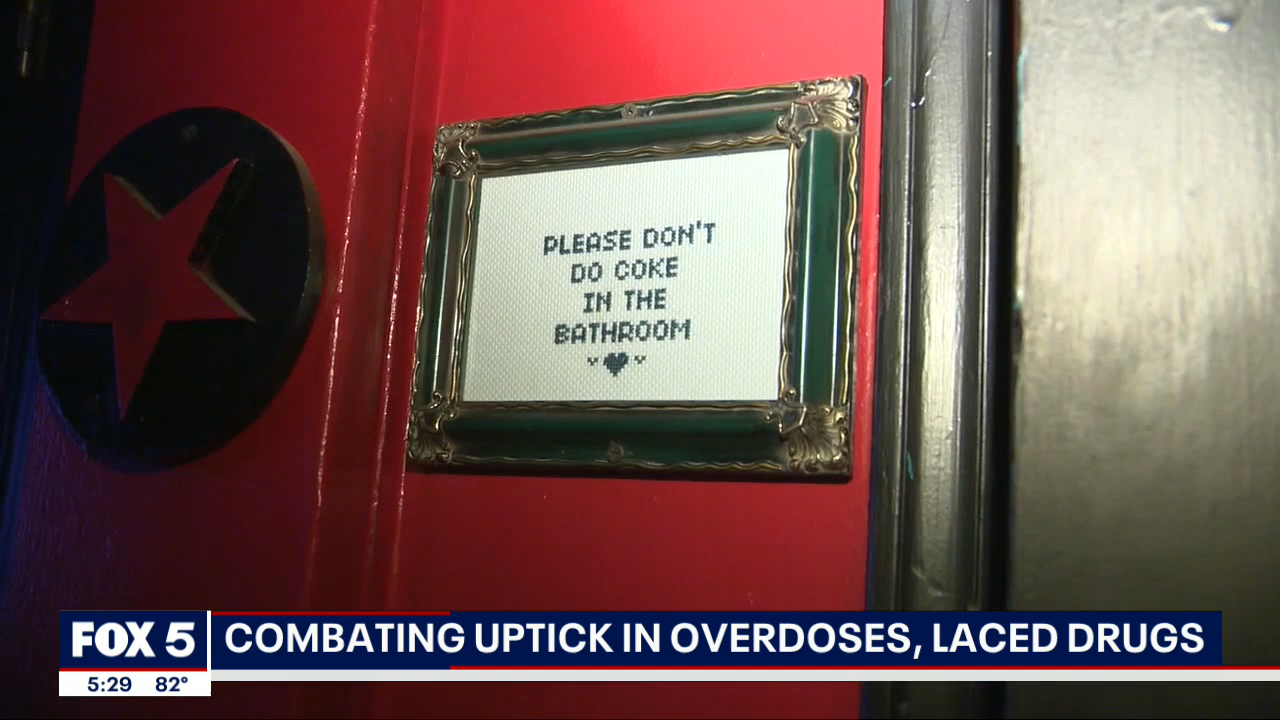 PLEASE DON'T
DO COKE
IN THE
BATHROOM
FOX 5
COMBATING UPTICK IN OVERDOSES, LACED DRUGS
5:29 82°